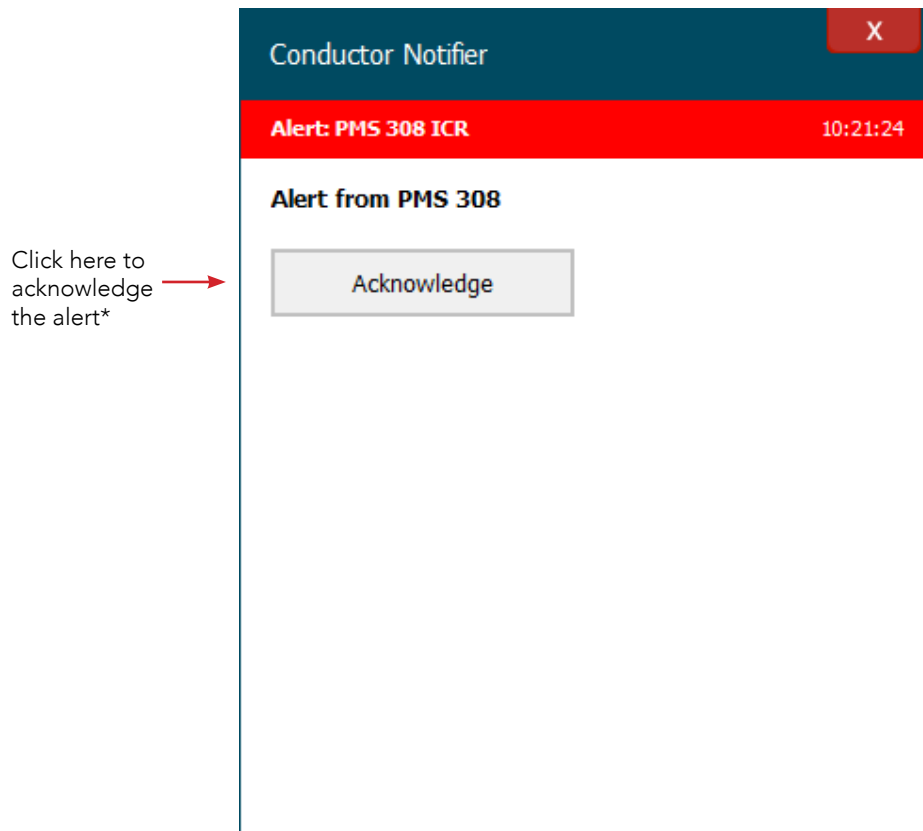 Conductor Notifier
X
Alert: PMS 308 ICR 10:21:24
Alert from PMS 308
Click here to
acknowledge
the alert*
Acknowledge